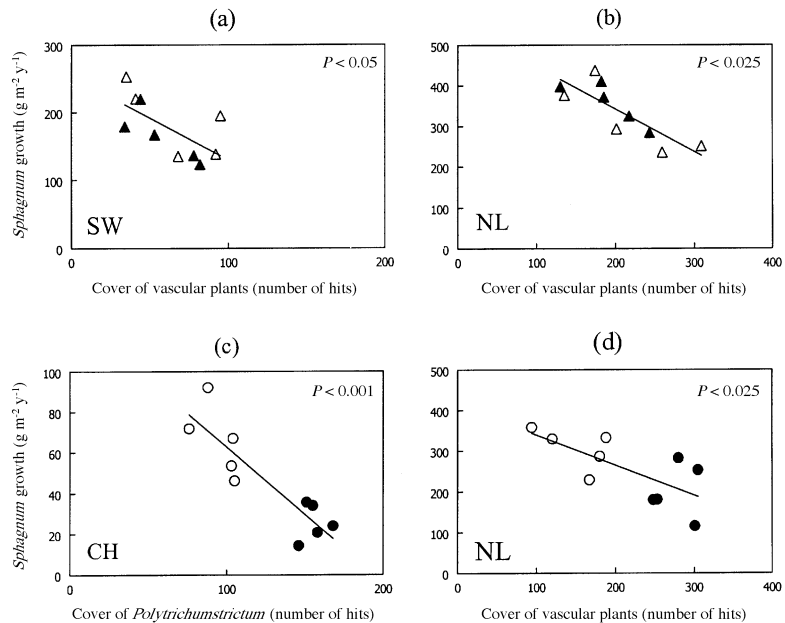 (a)
(b)
300
200
100
0
0
100
200
Sphagnum growth (g m⁻² y⁻¹)
P < 0.05
SW
Cover of vascular plants (number of hits)
500
400
300
200
100
0
0
100
200
300
400
P < 0.025
NL
Cover of vascular plants (number of hits)
(c)
(d)
100
80
60
40
20
0
0
100
200
Sphagnum growth (g m⁻² y⁻¹)
P < 0.001
CH
Cover of Polytrichumstrictum (number of hits)
500
400
300
200
100
0
0
100
200
300
400
P < 0.025
NL
Cover of vascular plants (number of hits)